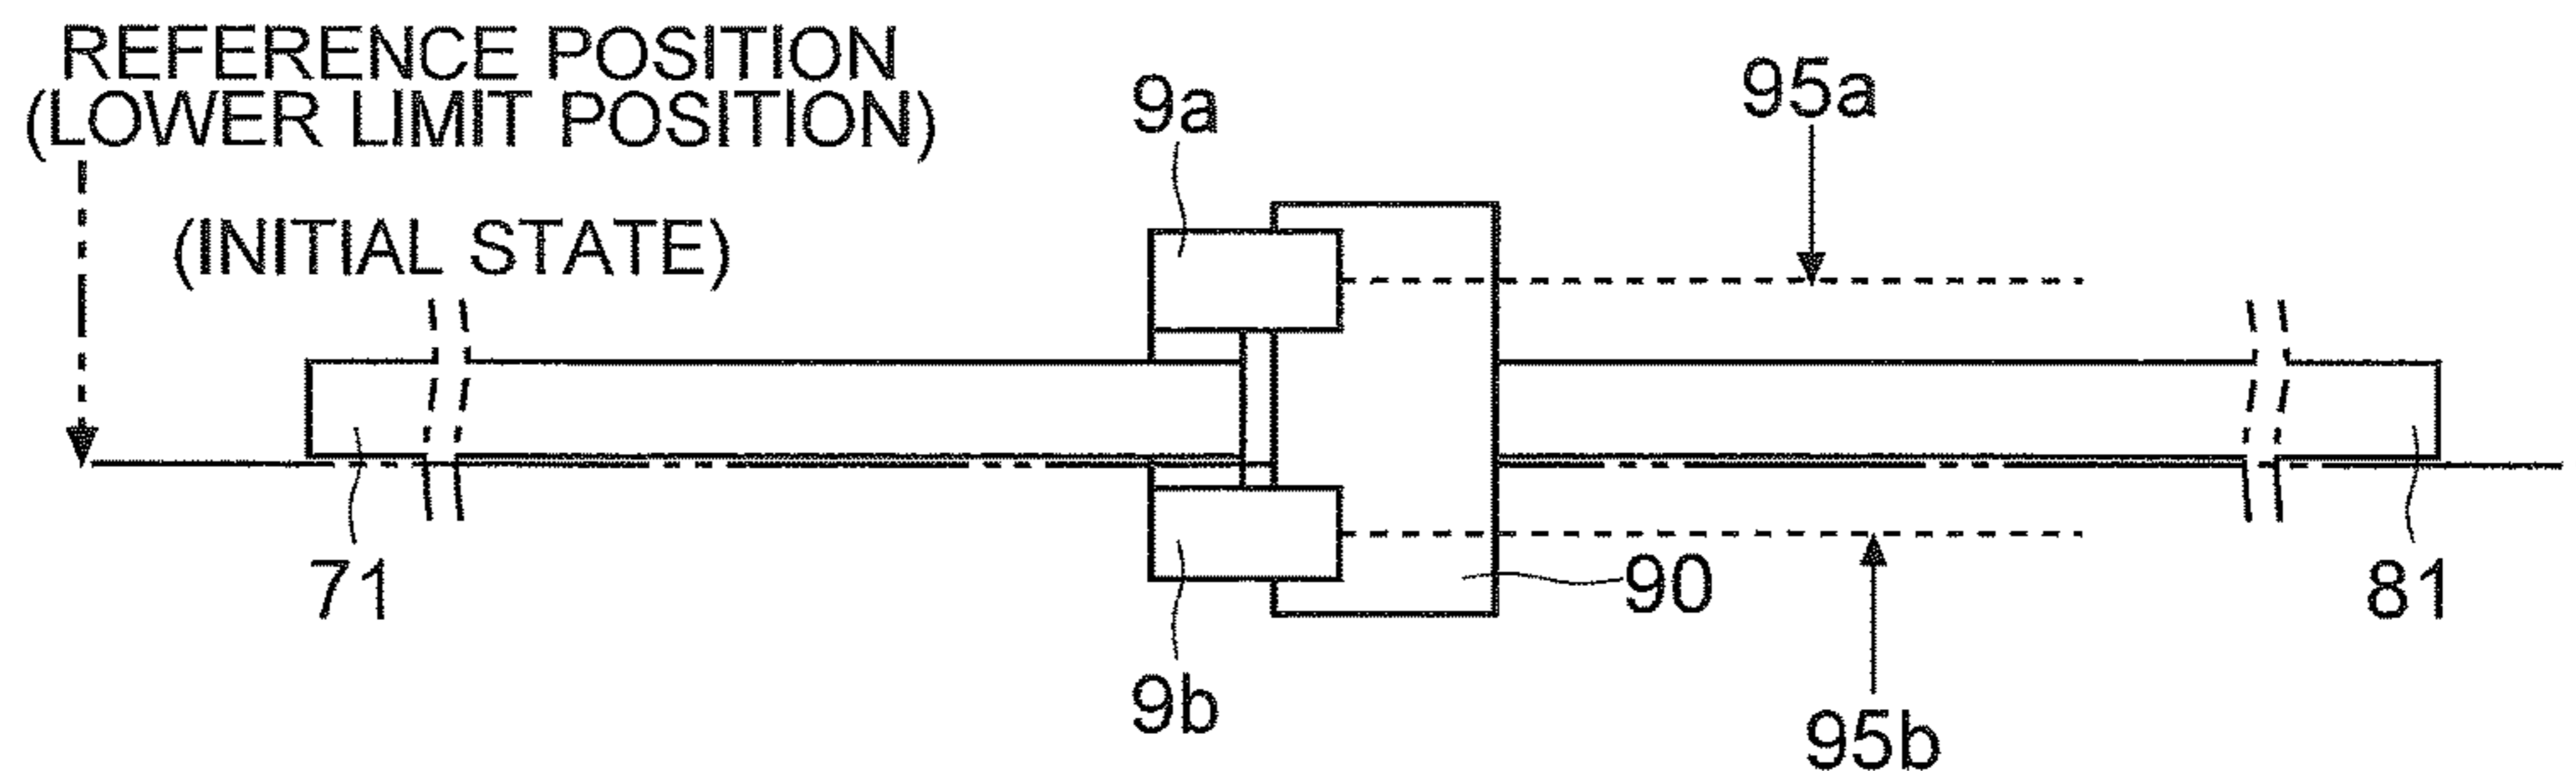 REFERENCE POSITION
(LOWER LIMIT POSITION)
(INITIAL STATE)
9a
95a
71
90
81
9b
95b